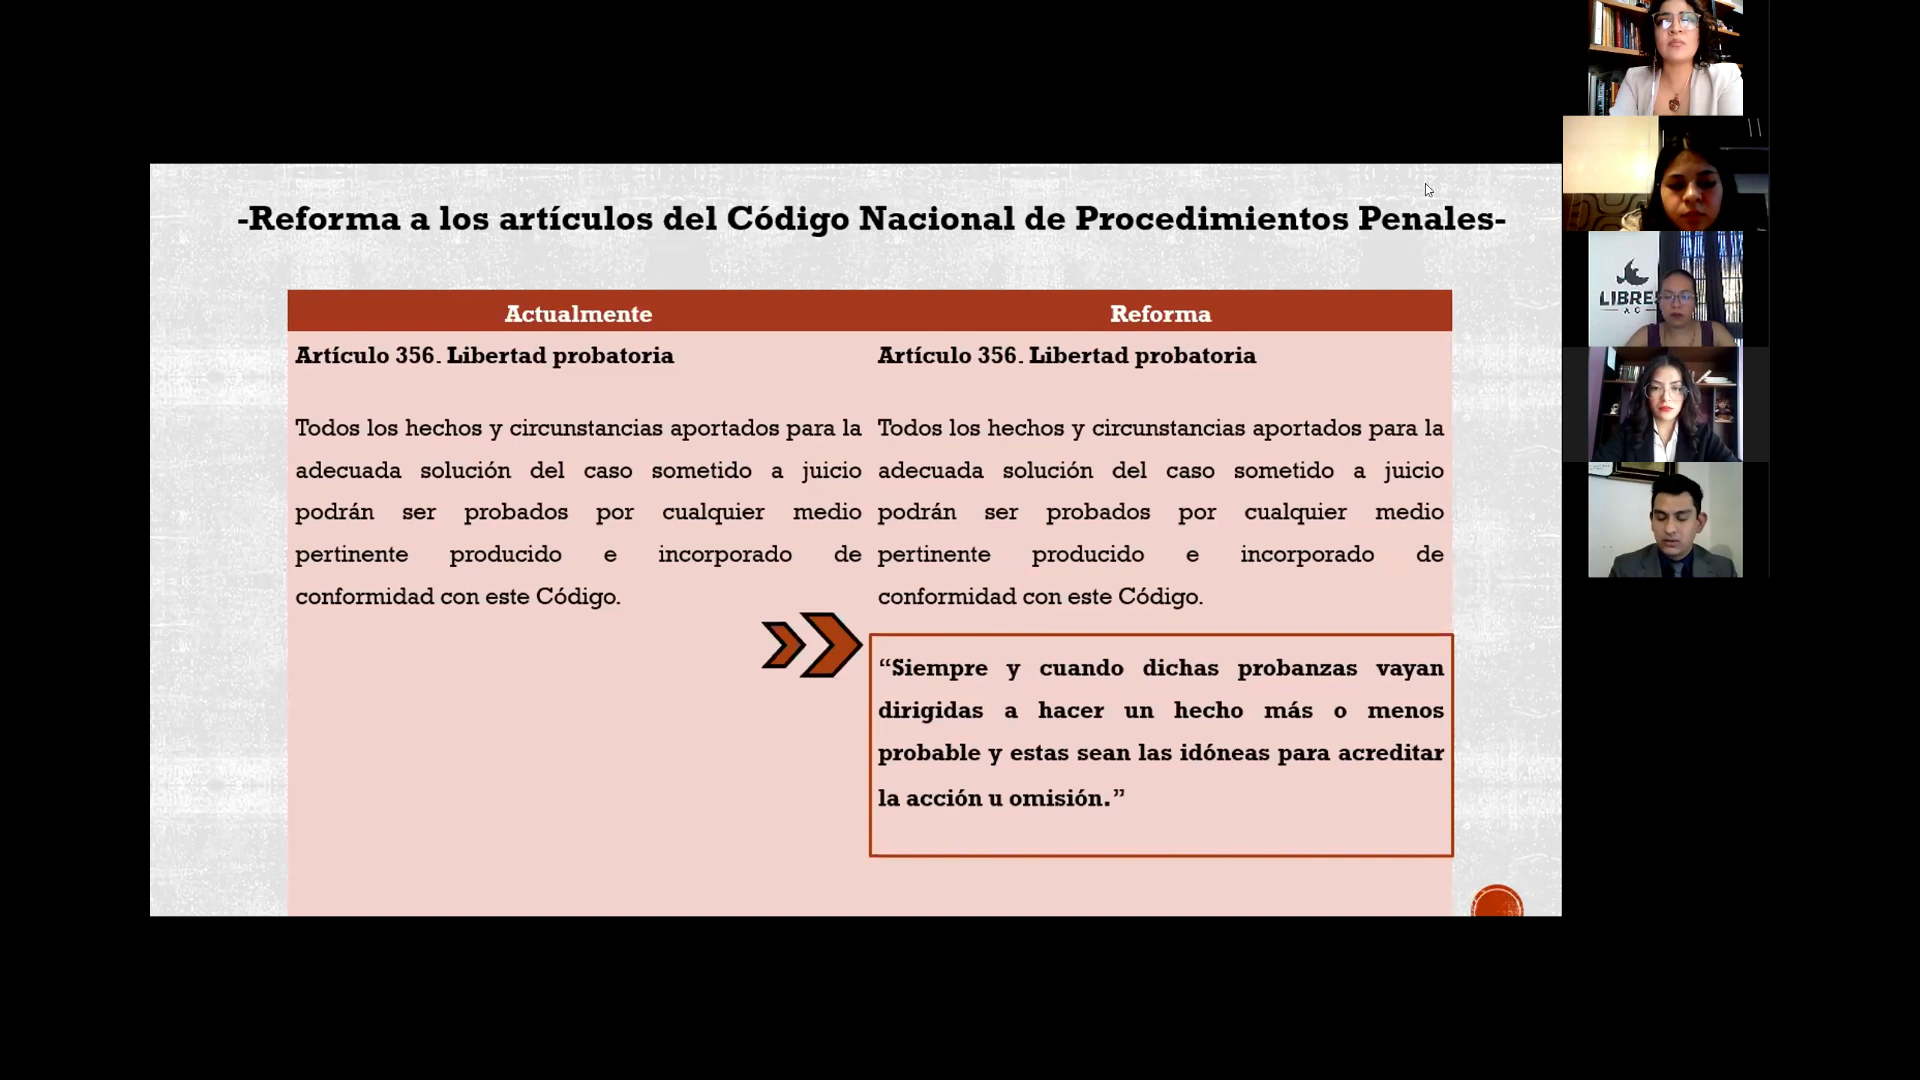 -Reforma a los artículos del Código Nacional de Procedimientos Penales-
Actualmente
Artículo 356. Libertad probatoria
Todos los hechos y circunstancias aportados para la
adecuada solución del caso sometido a juicio
podrán ser probados por cualquier medio
pertinente producido e incorporado de
conformidad con este Código.
Reforma
Artículo 356. Libertad probatoria
Todos los hechos y circunstancias aportados para la
adecuada solución del caso sometido a juicio
podrán ser probados por cualquier medio
pertinente producido e incorporado de
conformidad con este Código.
“Siempre y cuando dichas probanzas vayan
dirigidas a hacer un hecho más o menos
probable y estas sean las idóneas para acreditar
la acción u omisión.”
LIBRE